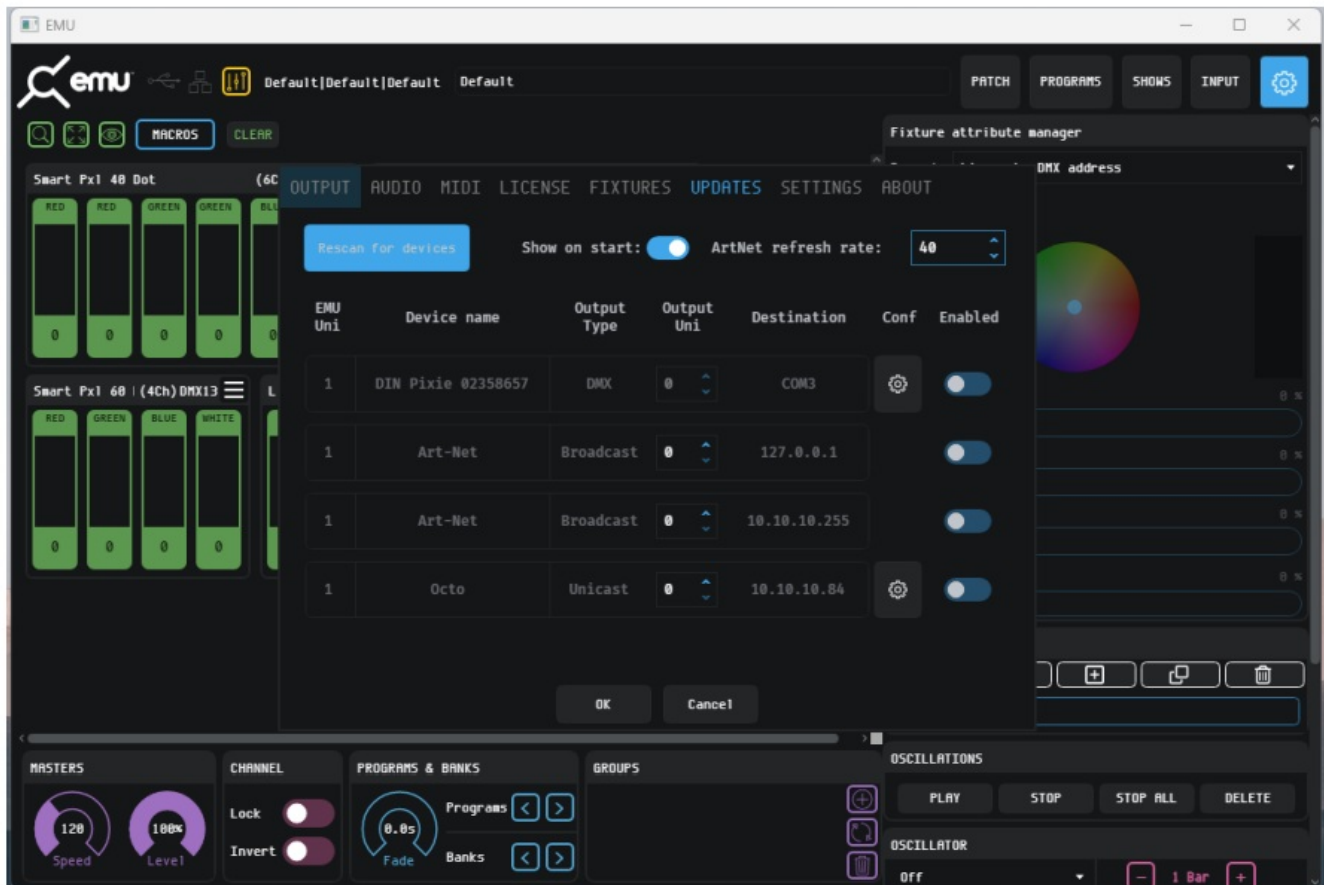 EMU
emu Default|Default|Default Default PATCH PROGRAMS SHOWS INPUT
MACROS CLEAR
Fixture attribute manager
DMX address
Smart Pxl 40 Dot (6C
RED RED GREEN GREEN BLU
0 0 0 0 0
OUTPUT AUDIO MIDI LICENSE FIXTURES UPDATES SETTINGS ABOUT
Rescan for devices Show on start: ArtNet refresh rate: 40
EMU Uni Device name Output Type Output Uni Destination Conf Enabled
1 DIN Pixie 02358657 DMX 0 COM3
1 Art-Net Broadcast 0 127.0.0.1
1 Art-Net Broadcast 0 10.10.10.255
1 Octo Unicast 0 10.10.10.84
OK Cancel
Smart Pxl 60 (4Ch) DMX13 L
RED GREEN BLUE WHITE
0 0 0 0
0 %
0 %
0 %
0 %
MASTERS
120 Speed
100% Level
CHANNEL
Lock
Invert
PROGRAMS & BANKS
0.0s Fade
Programs < >
Banks < >
GROUPS
OSCILLATIONS
PLAY STOP STOP ALL DELETE
OSCILLATOR
Off - 1 Bar +